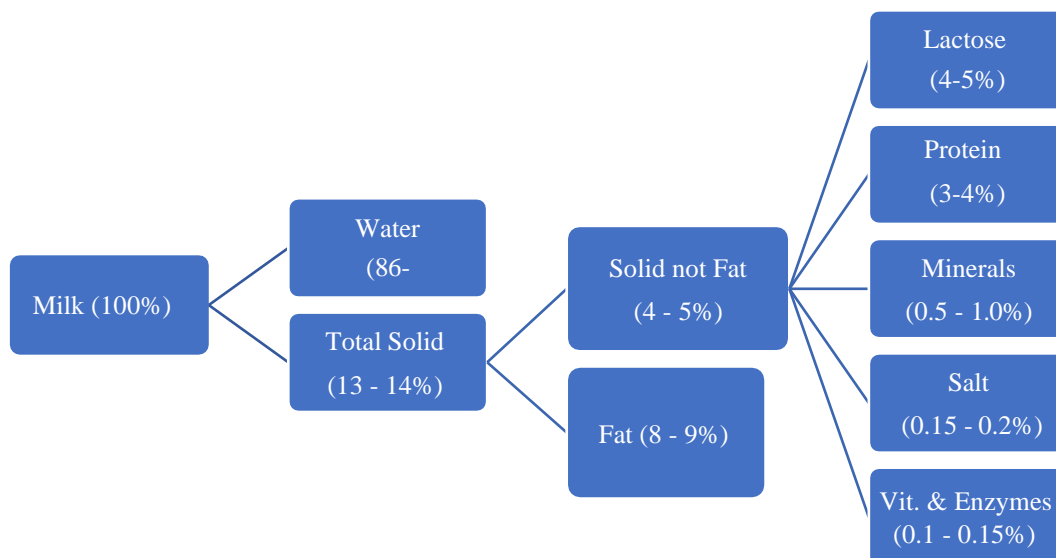 Milk (100%)
Water
(86-
Total Solid
(13 - 14%)
Solid not Fat
(4 - 5%)
Fat (8 - 9%)
Lactose
(4-5%)
Protein
(3-4%)
Minerals
(0.5 - 1.0%)
Salt
(0.15 - 0.2%)
Vit. & Enzymes
(0.1 - 0.15%)